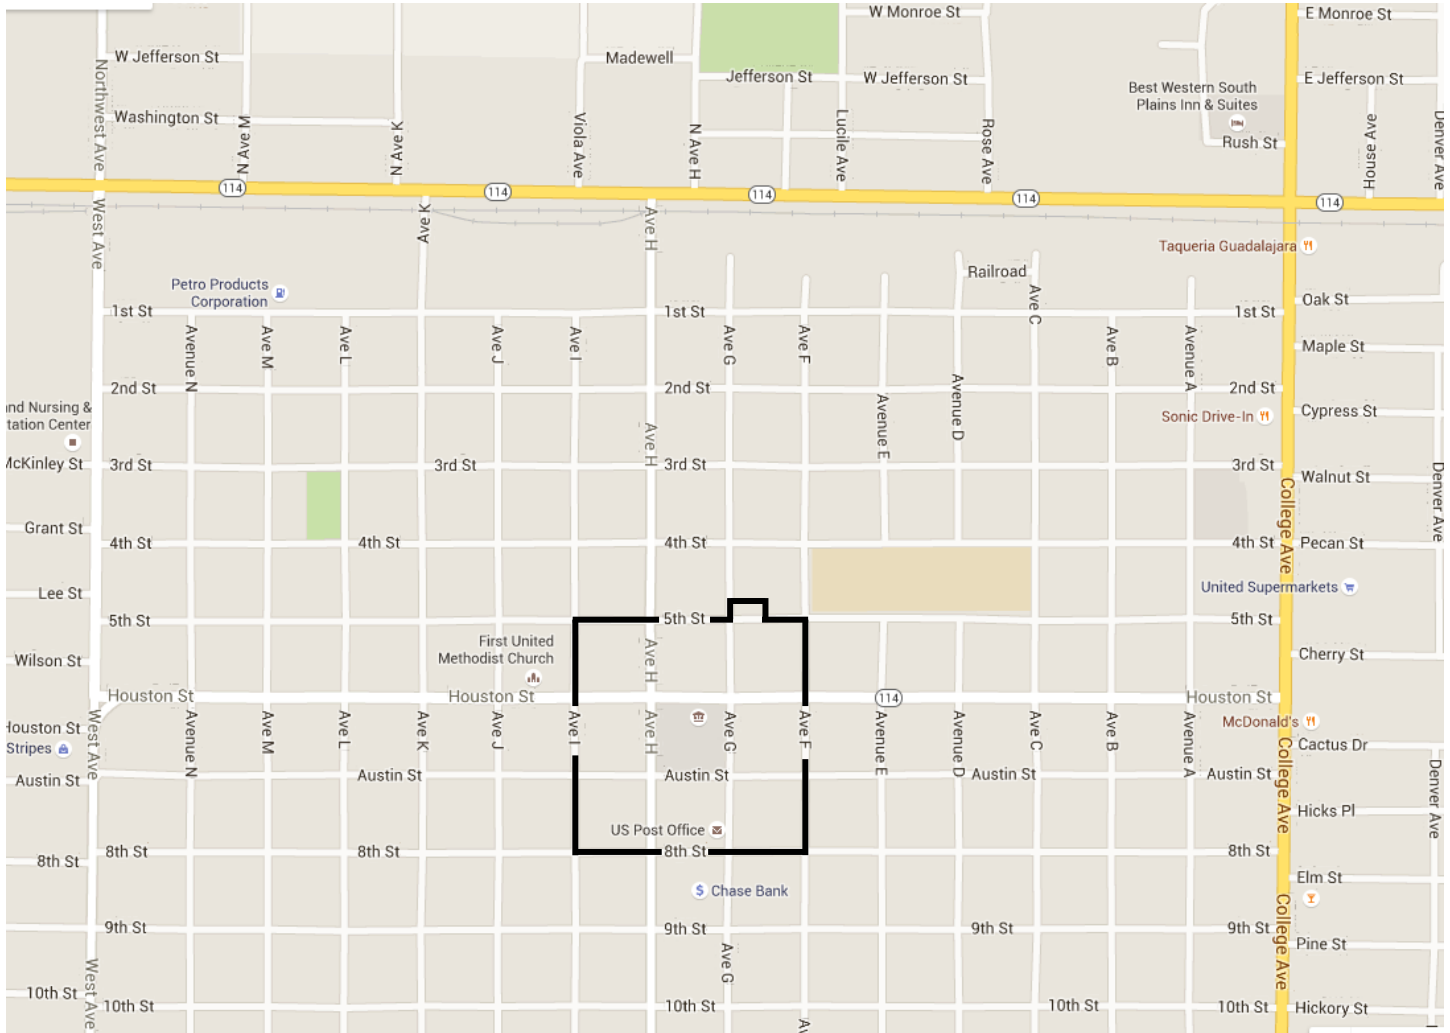 W Monroe St
E Monroe St
W Jefferson St
Madewell
Jefferson St
W Jefferson St
E Jefferson St
Best Western South
Plains Inn & Suites
Northwest Ave
Washington St
N Ave M
N Ave K
Viola Ave
N Ave H
Lucile Ave
Rose Ave
Rush St
House Ave
Denver Ave
114
114
114
114
114
West Ave
Ave K
Ave H
Taqueria Guadalajara
Railroad
Petro Products
Corporation
Ave C
Oak St
1st St
1st St
1st St
Avenue N
Ave M
Ave L
Ave J
Ave I
Ave G
Ave F
Ave B
Avenue A
Maple St
2nd St
2nd St
2nd St
Avenue E
Avenue D
Cypress St
and Nursing &
tation Center
Sonic Drive-In
Ave H
McKinley St
3rd St
3rd St
3rd St
3rd St
Walnut St
Denver Ave
College Ave
Grant St
4th St
4th St
4th St
4th St
Pecan St
Lee St
United Supermarkets
5th St
5th St
5th St
First United
Methodist Church
Ave H
Wilson St
Cherry St
Houston St
Houston St
114
Houston St
West Ave
Houston St
Stripes
Avenue N
Ave M
Ave L
Ave K
Ave J
Ave I
Ave H
Ave G
Ave F
Avenue E
Avenue D
Ave C
Ave B
Avenue A
McDonald's
College Ave
Cactus Dr
Austin St
Austin St
Austin St
Austin St
Austin St
Denver Ave
Hicks Pl
US Post Office
8th St
8th St
8th St
8th St
8th St
Elm St
Chase Bank
College Ave
9th St
9th St
9th St
9th St
Pine St
Ave G
West Ave
10th St
10th St
10th St
10th St
10th St
Hickory St